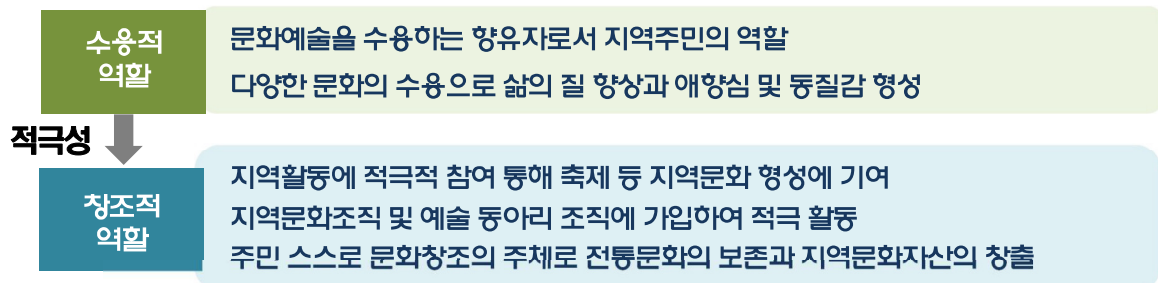 수용적
역할
문화예술을 수용하는 향유자로서 지역주민의 역할
다양한 문화의 수용으로 삶의 질 향상과 애향심 및 동질감 형성
적극성
창조적
역할
지역활동에 적극적 참여 통해 축제 등 지역문화 형성에 기여
지역문화조직 및 예술 동아리 조직에 가입하여 적극 활동
주민 스스로 문화창조의 주체로 전통문화의 보존과 지역문화자산의 창출